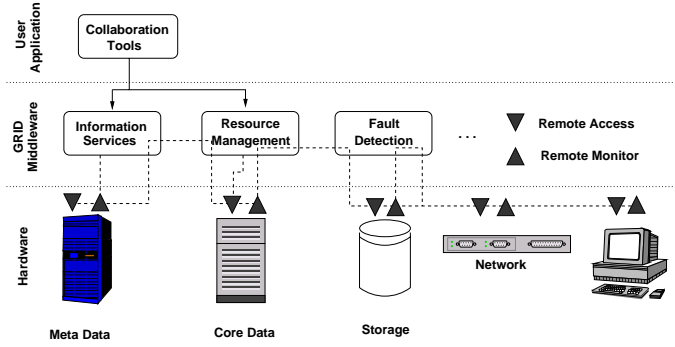 User
Application
Collaboration
Tools
GRID
Middleware
Information
Services
Resource
Management
Fault
Detection
...
Remote Access
Remote Monitor
Hardware
Network
Meta Data
Core Data
Storage